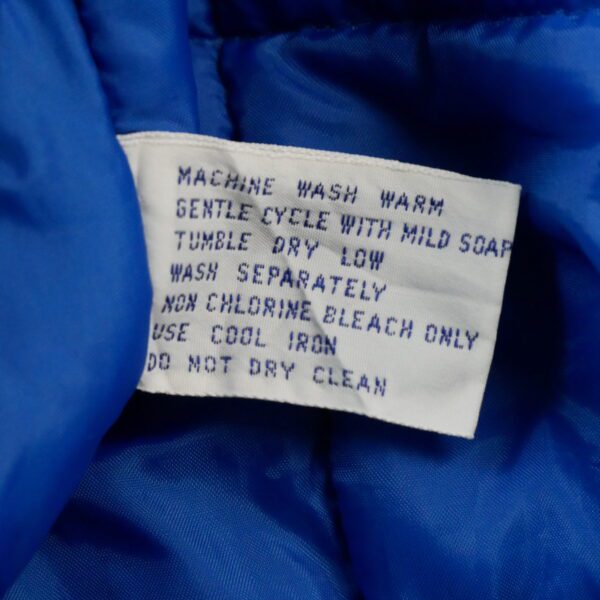 MACHINE WASH WARM
GENTLE CYCLE WITH MILD SOAP
TUMBLE DRY LOW
WASH SEPARATELY
NON CHLORINE BLEACH ONLY
USE COOL IRON
DO NOT DRY CLEAN